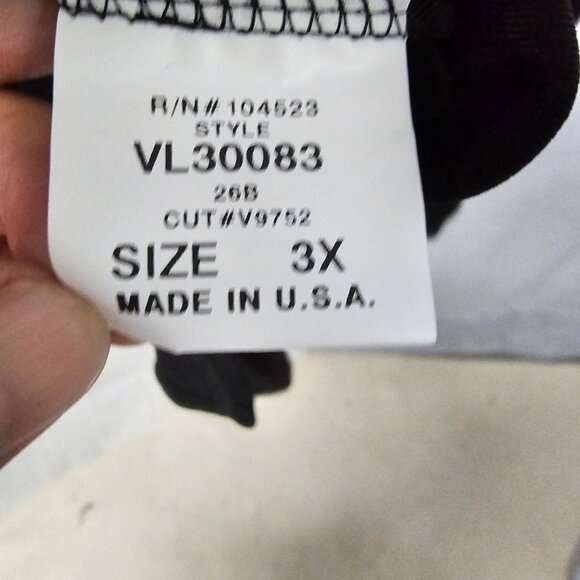 R/N# 104523
STYLE
VL30083
26B
CUT#V9752
SIZE 3X
MADE IN U.S.A.